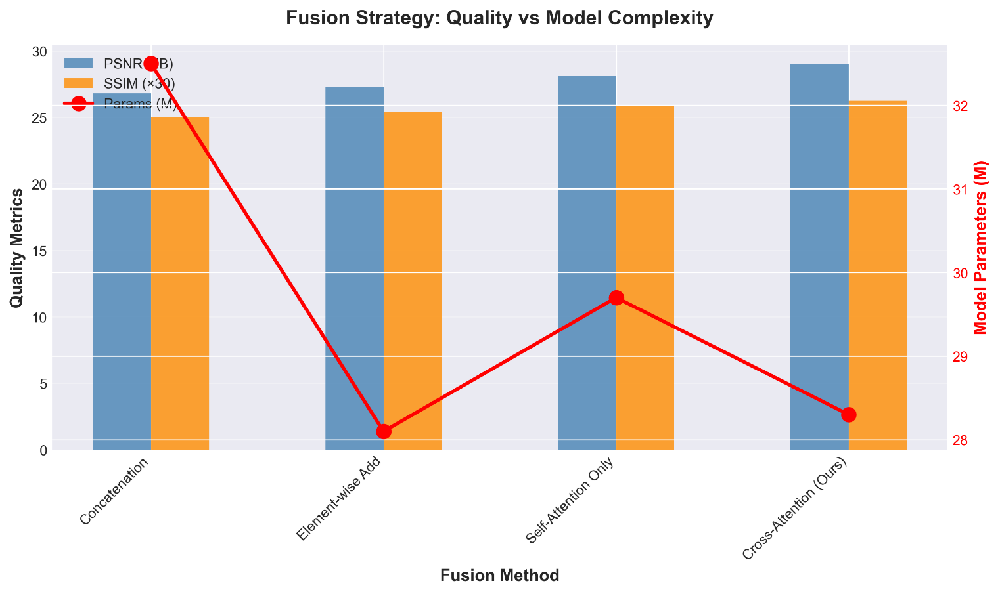 Fusion Strategy: Quality vs Model Complexity
PSNR (dB)
SSIM (×30)
Params (M)
Quality Metrics
30
25
20
15
10
5
0
32
31
30
29
28
Model Parameters (M)
Concatenation
Element-wise Add
Self-Attention Only
Cross-Attention (Ours)
Fusion Method